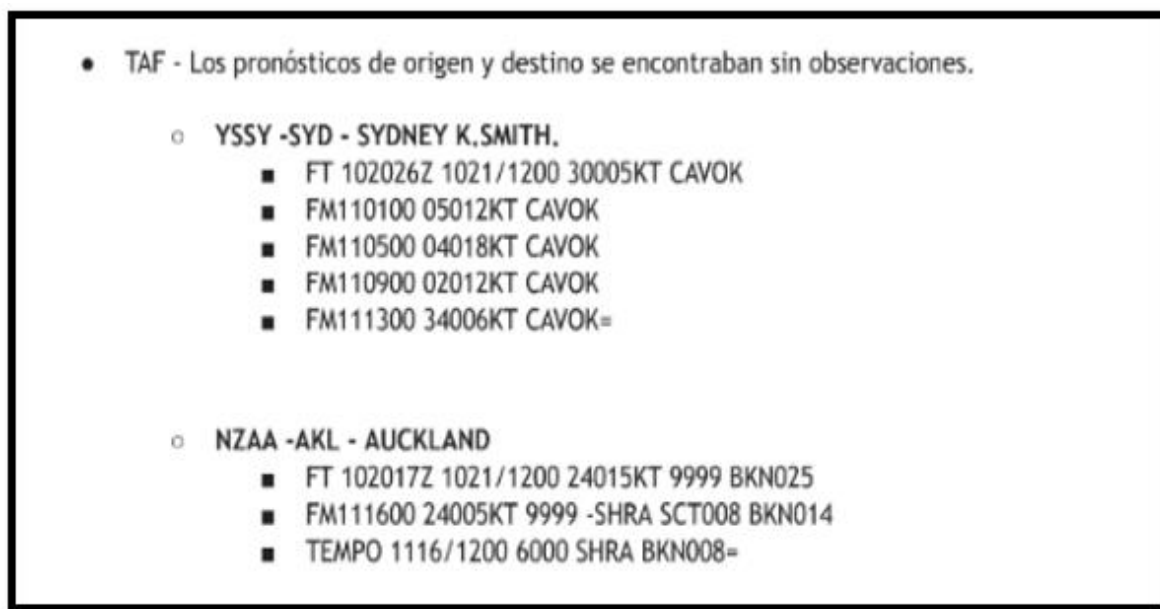 ● TAF - Los pronósticos de origen y destino se encontraban sin observaciones.
○ YSSY -SYD - SYDNEY K.SMITH.
■ FT 102026Z 1021/1200 30005KT CAVOK
■ FM110100 05012KT CAVOK
■ FM110500 04018KT CAVOK
■ FM110900 02012KT CAVOK
■ FM111300 34006KT CAVOK=
○ NZAA -AKL - AUCKLAND
■ FT 102017Z 1021/1200 24015KT 9999 BKN025
■ FM111600 24005KT 9999 -SHRA SCT008 BKN014
■ TEMPO 1116/1200 6000 SHRA BKN008=